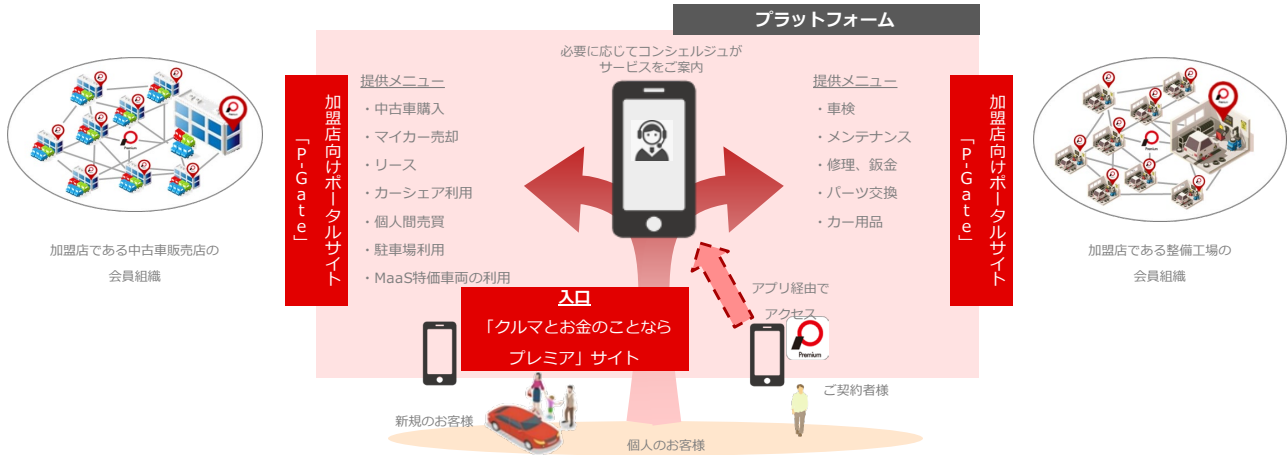 プラットフォーム
必要に応じてコンシェルジュが
サービスをご案内
加盟店である中古車販売店の
会員組織
加盟店向けポータルサイト
「P-Gate」
提供メニュー
・中古車購入
・マイカー売却
・リース
・カーシェア利用
・個人間売買
・駐車場利用
・MaaS特価車両の利用
提供メニュー
・車検
・メンテナンス
・修理、鈑金
・パーツ交換
・カー用品
加盟店向けポータルサイト
「P-Gate」
加盟店である整備工場の
会員組織
Premium
Premium
入口
「クルマとお金のことなら
プレミア」サイト
アプリ経由で
アクセス
Premium
新規のお客様
ご契約者様
個人のお客様